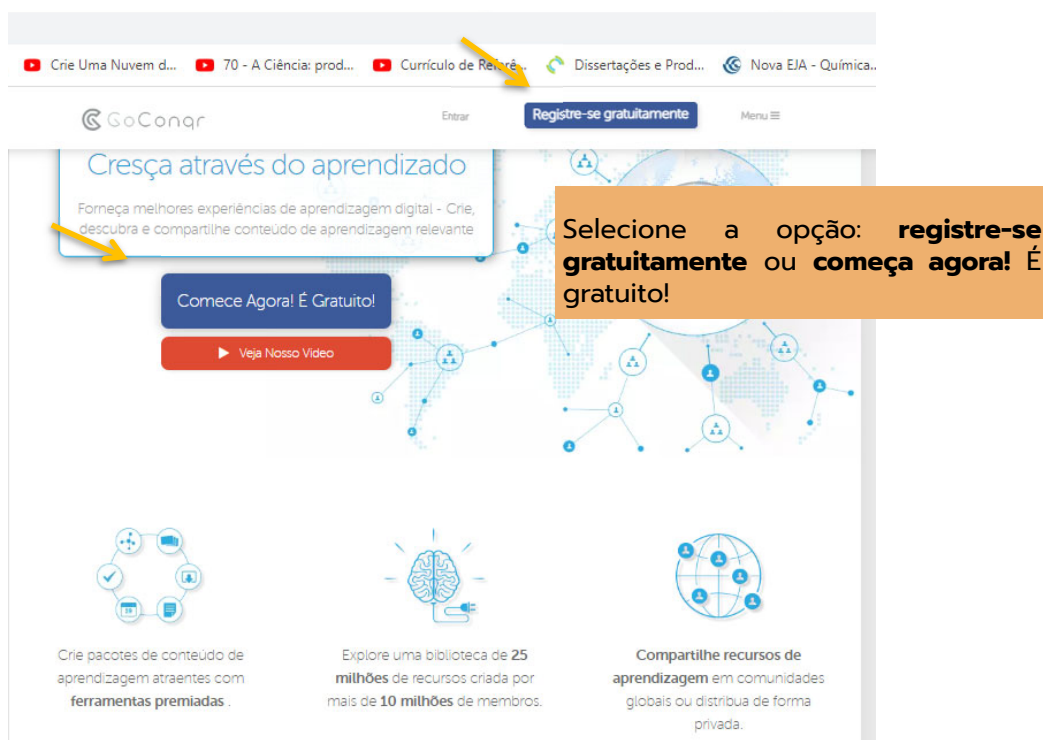 Crie Uma Nuvem d... 70 - A Ciência: prod... Currículo de Referê... Dissertações e Prod... Nova EJA - Química...
GoConqr Entrar Registre-se gratuitamente Menu
Cresça através do aprendizado
Forneça melhores experiências de aprendizagem digital - Crie,
descubra e compartilhe conteúdo de aprendizagem relevante
Selecione a opção: registre-se
gratuitamente ou começa agora! É
gratuito!
Comece Agora! É Gratuito!
Veja Nosso Video
Crie pacotes de conteúdo de
aprendizagem atraentes com
ferramentas premiadas .
Explore uma biblioteca de 25
milhões de recursos criada por
mais de 10 milhões de membros.
Compartilhe recursos de
aprendizagem em comunidades
globais ou distribua de forma
privada.